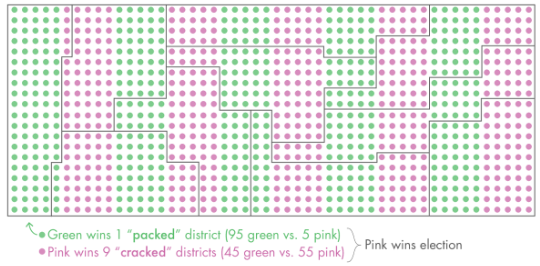 Green wins 1 “packed” district (95 green vs. 5 pink)
Pink wins 9 “cracked” districts (45 green vs. 55 pink)
Pink wins election